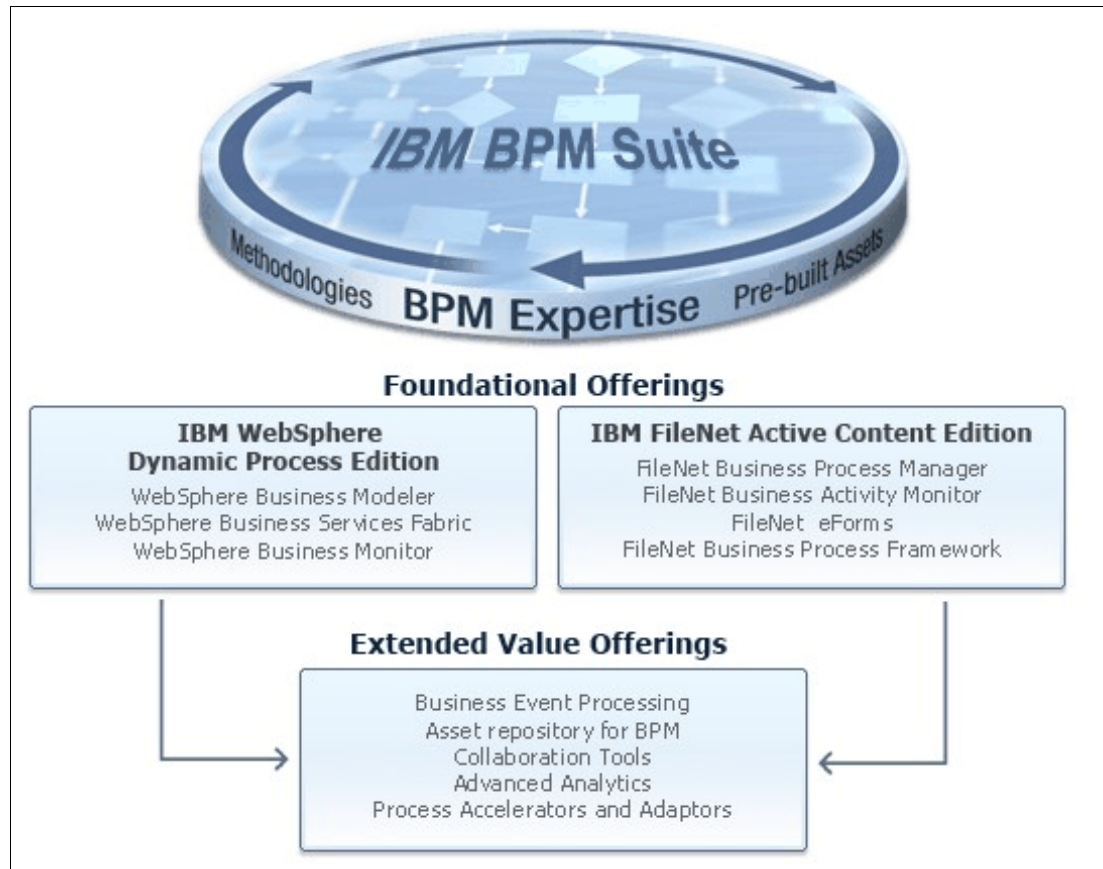 IBM BPM Suite
Methodologies
BPM Expertise
Pre-built Assets
Foundational Offerings
IBM WebSphere
Dynamic Process Edition
WebSphere Business Modeler
WebSphere Business Services Fabric
WebSphere Business Monitor
IBM FileNet Active Content Edition
FileNet Business Process Manager
FileNet Business Activity Monitor
FileNet eForms
FileNet Business Process Framework
Extended Value Offerings
Business Event Processing
Asset repository for BPM
Collaboration Tools
Advanced Analytics
Process Accelerators and Adaptors